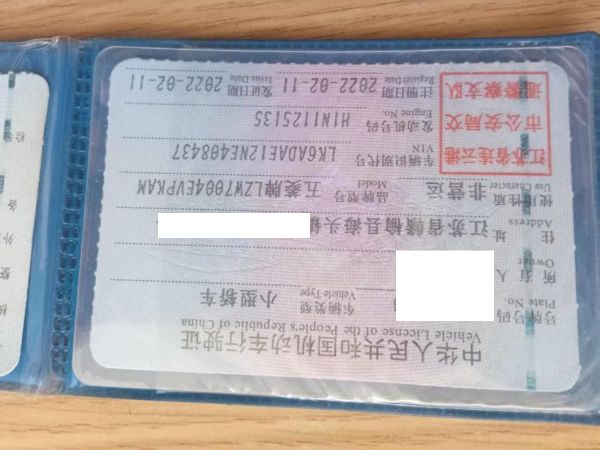 中华人民共和国机动车行驶证
Vehicle License of the People's Republic of China
号牌号码 车辆类型 小型轿车
Plate No. Vehicle Type
所有人
Owner
住址 江苏省赣榆县海头镇
Address
使用性质 非营运 品牌型号 五菱牌LZW7004EVPKAM
Use Character Model
江苏省连云港市公安局交通警察支队
车辆识别代号 LK6ADAE12NE408437
VIN
发动机号码 H1N1125135
Engine No.
注册日期 2022-02-11 发证日期 2022-02-11
Register Date Issue Date